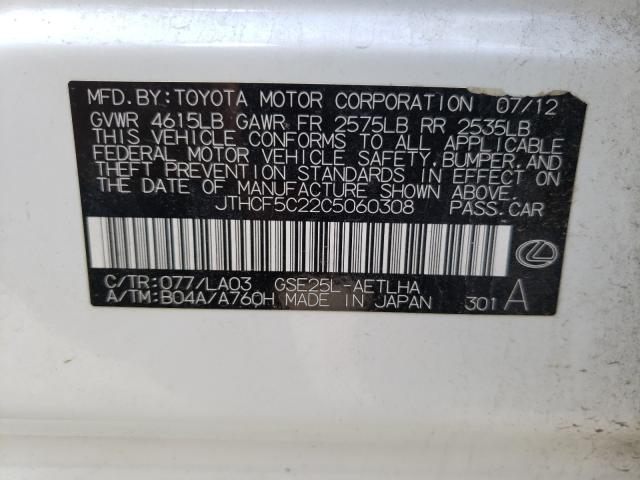 MFD.BY:TOYOTA MOTOR CORPORATION 07/12
GVWR 4615LB GAWR FR 2575LB RR 2535LB
THIS VEHICLE CONFORMS TO ALL APPLICABLE
FEDERAL MOTOR VEHICLE SAFETY, BUMPER, AND
THEFT PREVENTION STANDARDS IN EFFECT ON
THE DATE OF MANUFACTURE SHOWN ABOVE.
JTHCF5C22C5060308 PASS.CAR
C/TR:077/LA03 GSE25L-AETLHA
A/TM:B04A/A760H MADE IN JAPAN 301 A